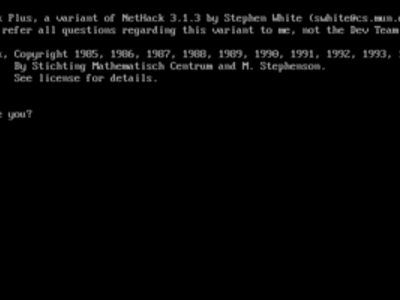 Plus, a variant of NetHack 3.1.3 by Stephen White (swhite@cs.mun.
refer all questions regarding this variant to me, not the Dev Team
, Copyright 1985, 1986, 1987, 1988, 1989, 1990, 1991, 1992, 1993,
By Stichting Mathematisch Centrum and M. Stephenson.
See license for details.
you?